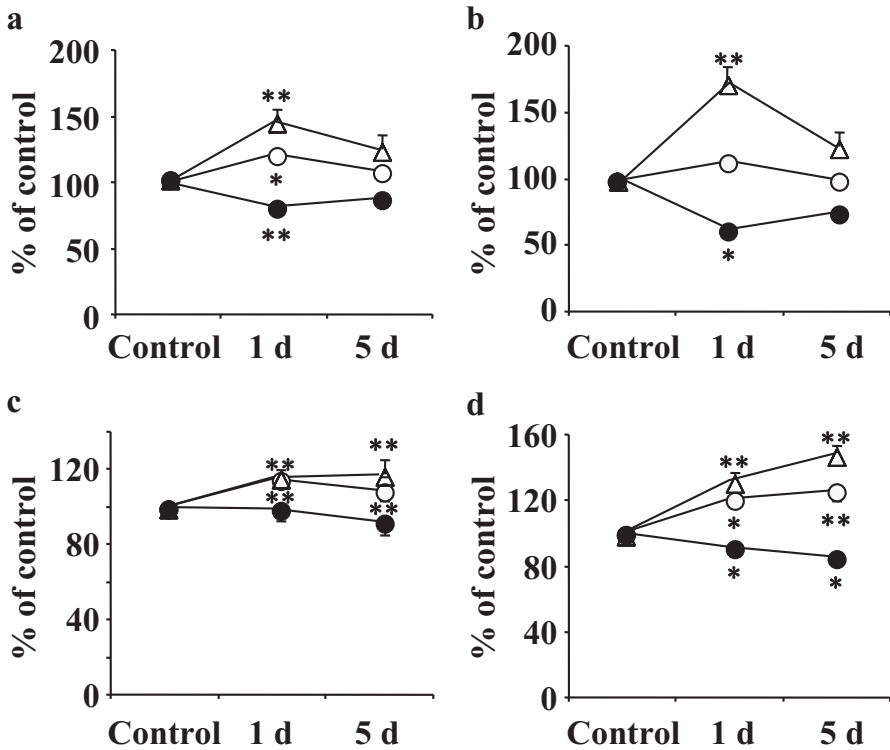 a
200
150
100
50
0
% of control
**
*
**
Control 1 d 5 d
b
200
150
100
50
0
% of control
**
*
Control 1 d 5 d
c
120
80
40
0
% of control
**
**
**
**
Control 1 d 5 d
d
160
120
80
40
0
% of control
**
**
*
**
*
*
Control 1 d 5 d